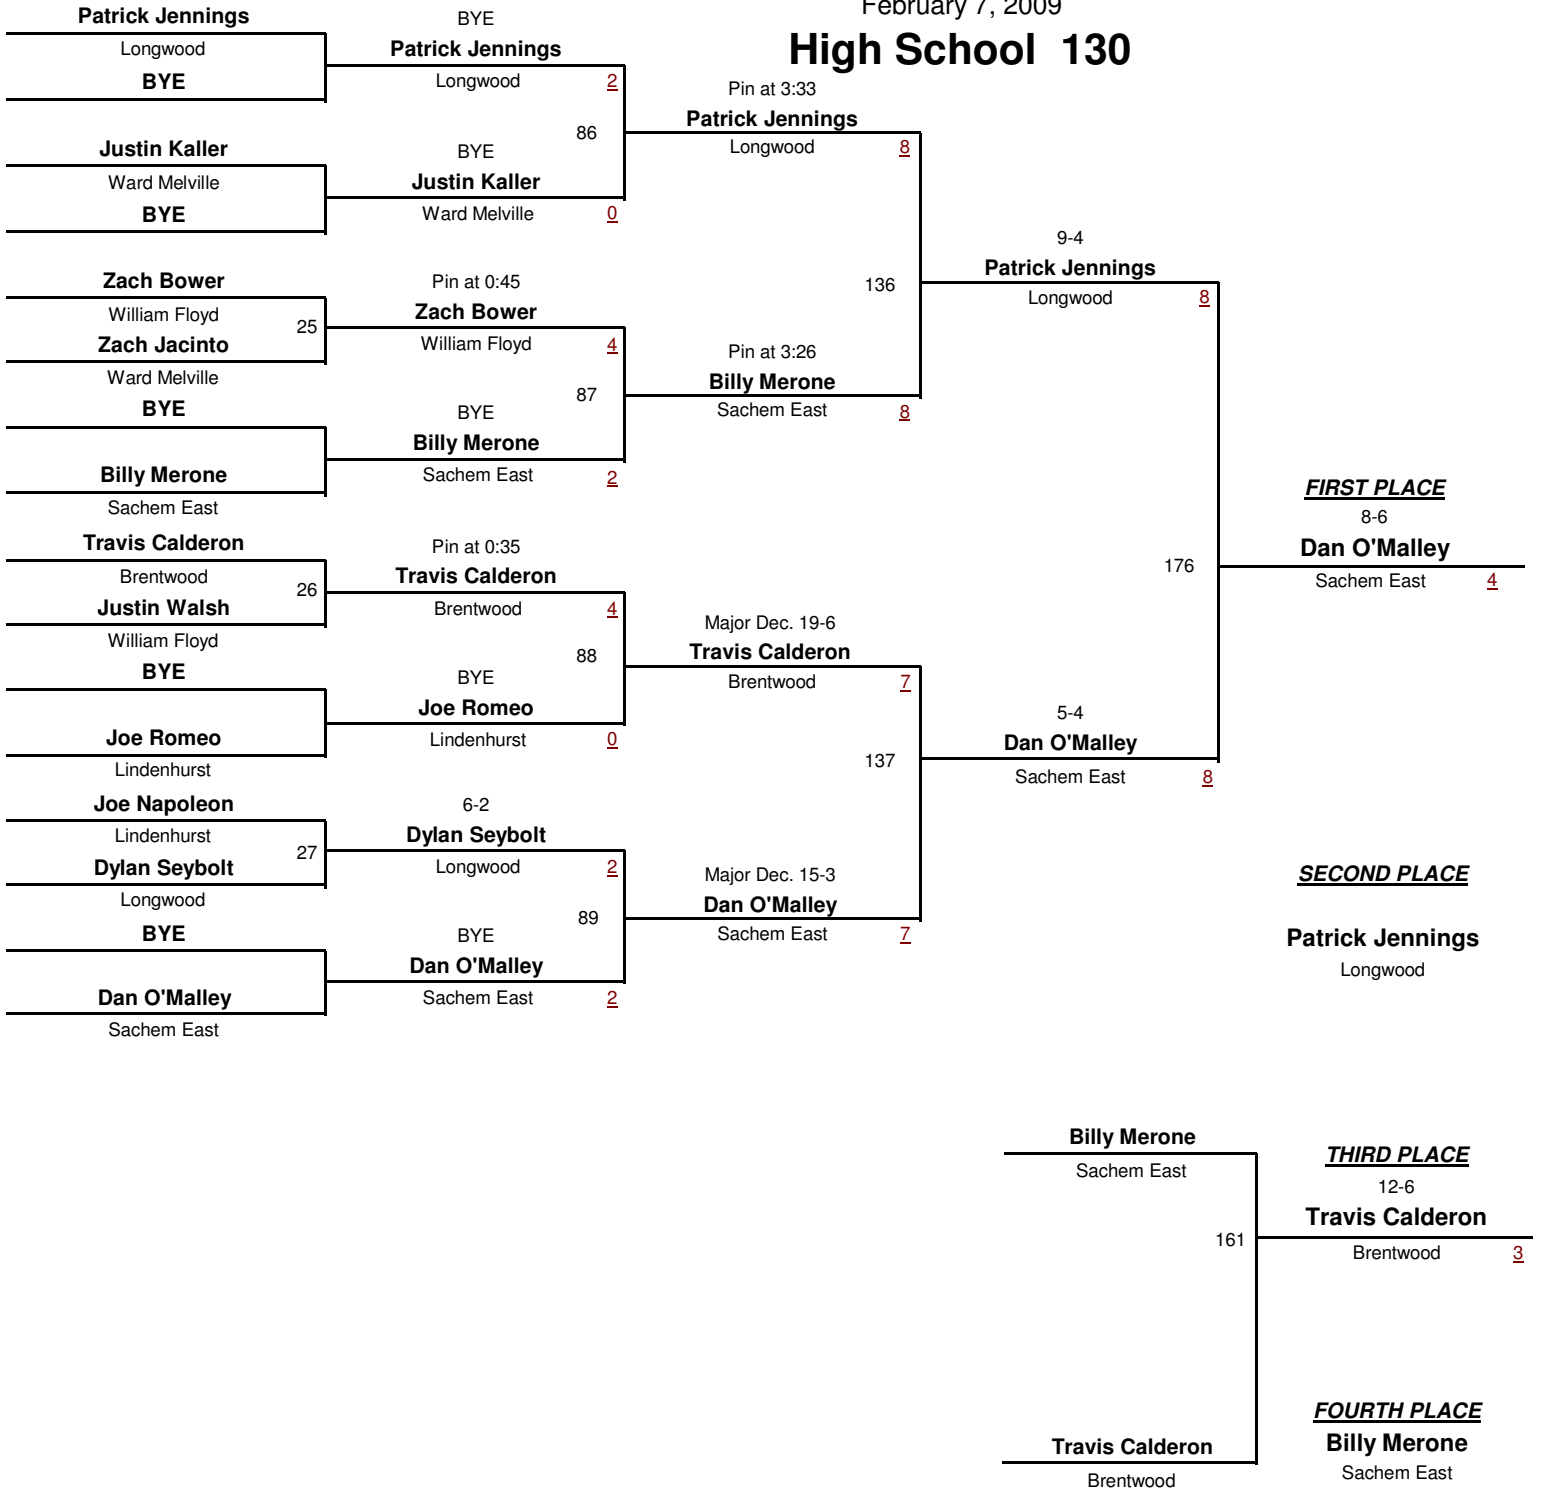 February 7, 2009
High School 130
Patrick Jennings
Longwood
BYE
Justin Kaller
Ward Melville
BYE
Zach Bower
William Floyd
25
Zach Jacinto
Ward Melville
BYE
Billy Merone
Sachem East
Travis Calderon
Brentwood
26
Justin Walsh
William Floyd
BYE
Joe Romeo
Lindenhurst
Joe Napoleon
Lindenhurst
27
Dylan Seybolt
Longwood
BYE
Dan O'Malley
Sachem East
BYE
Patrick Jennings
Longwood 2
86
BYE
Justin Kaller
Ward Melville 0
Pin at 0:45
Zach Bower
William Floyd 4
87
BYE
Billy Merone
Sachem East 2
Pin at 0:35
Travis Calderon
Brentwood 4
88
BYE
Joe Romeo
Lindenhurst 0
6-2
Dylan Seybolt
Longwood 2
89
BYE
Dan O'Malley
Sachem East 2
Pin at 3:33
Patrick Jennings
Longwood 8
136
Pin at 3:26
Billy Merone
Sachem East 8
Major Dec. 19-6
Travis Calderon
Brentwood 7
137
Major Dec. 15-3
Dan O'Malley
Sachem East 7
9-4
Patrick Jennings
Longwood 8
176
5-4
Dan O'Malley
Sachem East 8
FIRST PLACE
8-6
Dan O'Malley
Sachem East 4
SECOND PLACE
Patrick Jennings
Longwood
Billy Merone
Sachem East
161
Travis Calderon
Brentwood
THIRD PLACE
12-6
Travis Calderon
Brentwood 3
FOURTH PLACE
Billy Merone
Sachem East